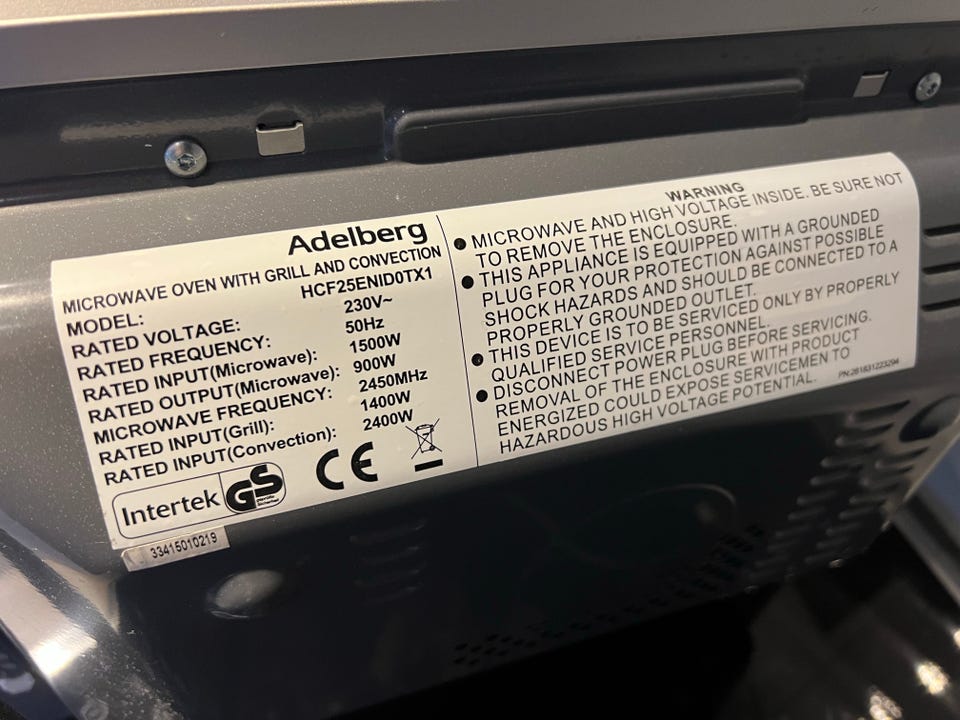 Adelberg
MICROWAVE OVEN WITH GRILL AND CONVECTION
MODEL: HCF25ENID0TX1
RATED VOLTAGE: 230V~
RATED FREQUENCY: 50Hz
RATED INPUT(Microwave): 1500W
RATED OUTPUT(Microwave): 900W
MICROWAVE FREQUENCY: 2450MHz
RATED INPUT(Grill): 1400W
RATED INPUT(Convection): 2400W
Intertek
GS
geprüfte
Sicherheit
CE
33415010219
WARNING
● MICROWAVE AND HIGH VOLTAGE INSIDE. BE SURE NOT
TO REMOVE THE ENCLOSURE.
● THIS APPLIANCE IS EQUIPPED WITH A GROUNDED
PLUG FOR YOUR PROTECTION AGAINST POSSIBLE
SHOCK HAZARDS AND SHOULD BE CONNECTED TO A
PROPERLY GROUNDED OUTLET.
● THIS DEVICE IS TO BE SERVICED ONLY BY PROPERLY
QUALIFIED SERVICE PERSONNEL.
● DISCONNECT POWER PLUG BEFORE SERVICING.
REMOVAL OF THE ENCLOSURE WITH PRODUCT
ENERGIZED COULD EXPOSE SERVICEMEN TO
HAZARDOUS HIGH VOLTAGE POTENTIAL.
PN:261831223294